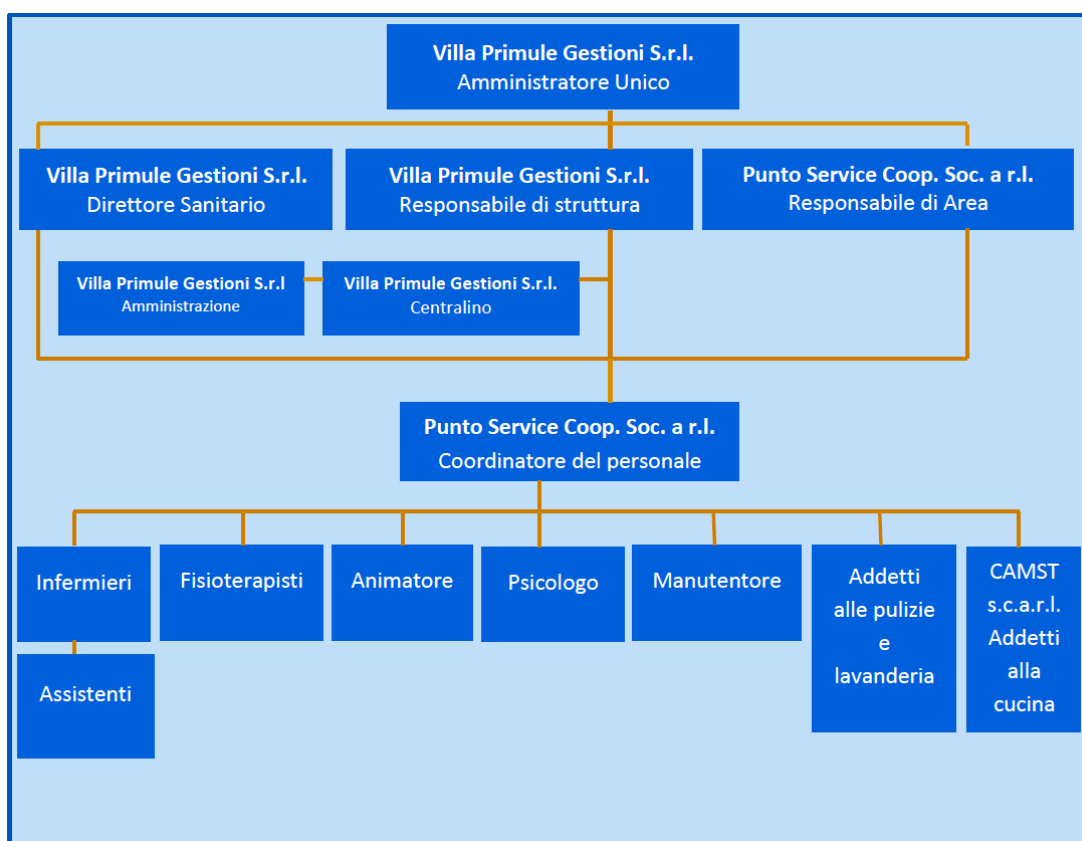 Villa Primule Gestioni S.r.l.
Amministratore Unico
Villa Primule Gestioni S.r.l.
Direttore Sanitario
Villa Primule Gestioni S.r.l.
Responsabile di struttura
Punto Service Coop. Soc. a r.l.
Responsabile di Area
Villa Primule Gestioni S.r.l
Amministrazione
Villa Primule Gestioni S.r.l.
Centralino
Punto Service Coop. Soc. a r.l.
Coordinatore del personale
Infermieri
Fisioterapisti
Animatore
Psicologo
Manutentore
Addetti
alle pulizie
e
lavanderia
CAMST
s.c.a.r.l.
Addetti
alla
cucina
Assistenti